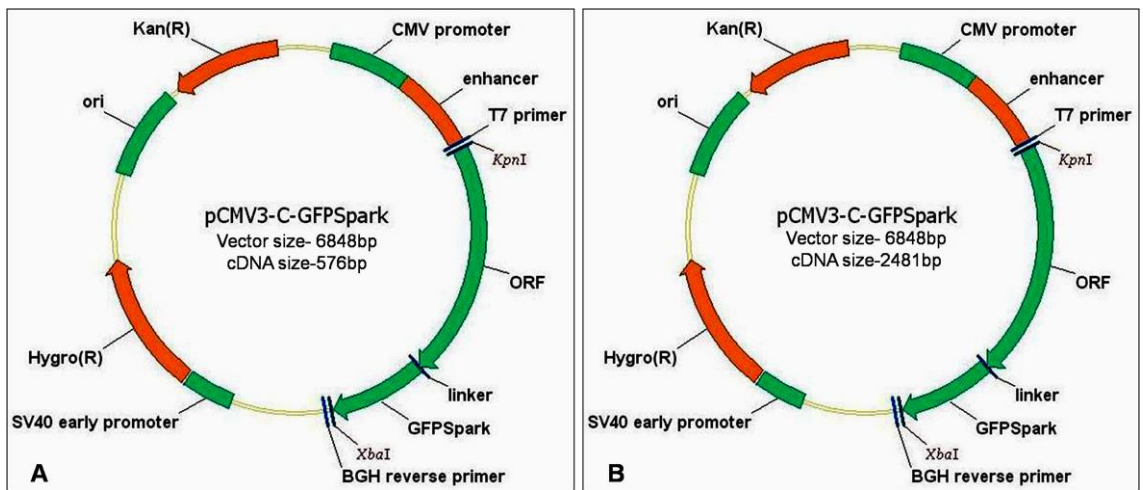 Kan(R)
CMV promoter
enhancer
T7 primer
KpnI
ori
pCMV3-C-GFPSpark
Vector size- 6848bp
cDNA size-576bp
ORF
Hygro(R)
linker
SV40 early promoter
GFPSpark
XbaI
BGH reverse primer
A
Kan(R)
CMV promoter
enhancer
T7 primer
KpnI
ori
pCMV3-C-GFPSpark
Vector size- 6848bp
cDNA size-2481bp
ORF
Hygro(R)
linker
SV40 early promoter
GFPSpark
XbaI
BGH reverse primer
B